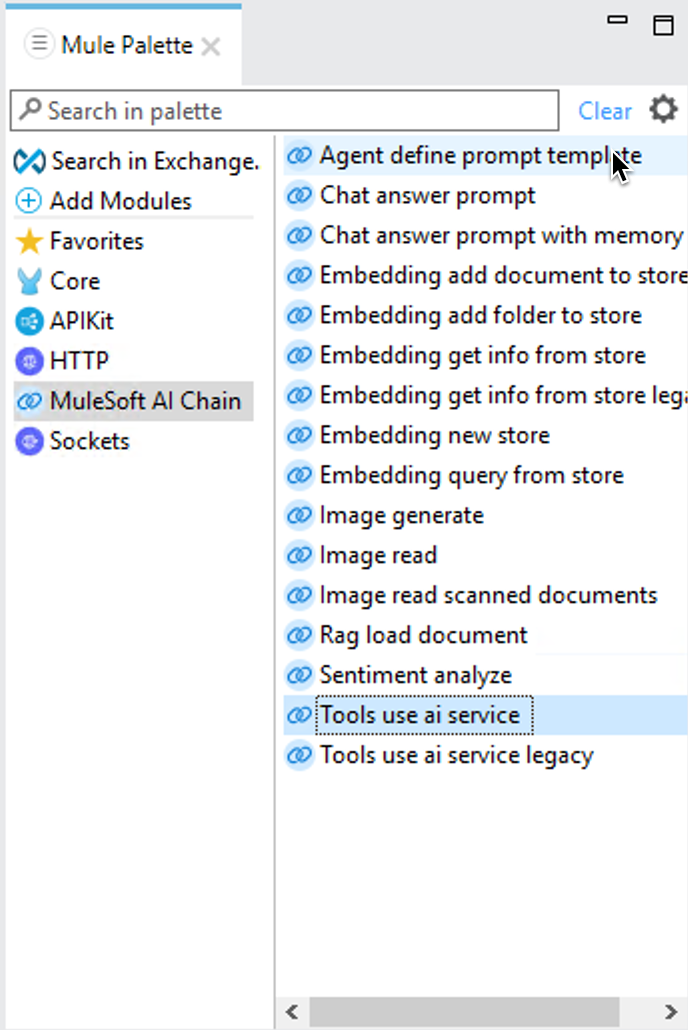 Mule Palette
Search in palette
Clear
Search in Exchange.
Add Modules
Favorites
Core
APIKit
HTTP
MuleSoft AI Chain
Sockets
Agent define prompt template
Chat answer prompt
Chat answer prompt with memory
Embedding add document to store
Embedding add folder to store
Embedding get info from store
Embedding get info from store lega
Embedding new store
Embedding query from store
Image generate
Image read
Image read scanned documents
Rag load document
Sentiment analyze
Tools use ai service
Tools use ai service legacy